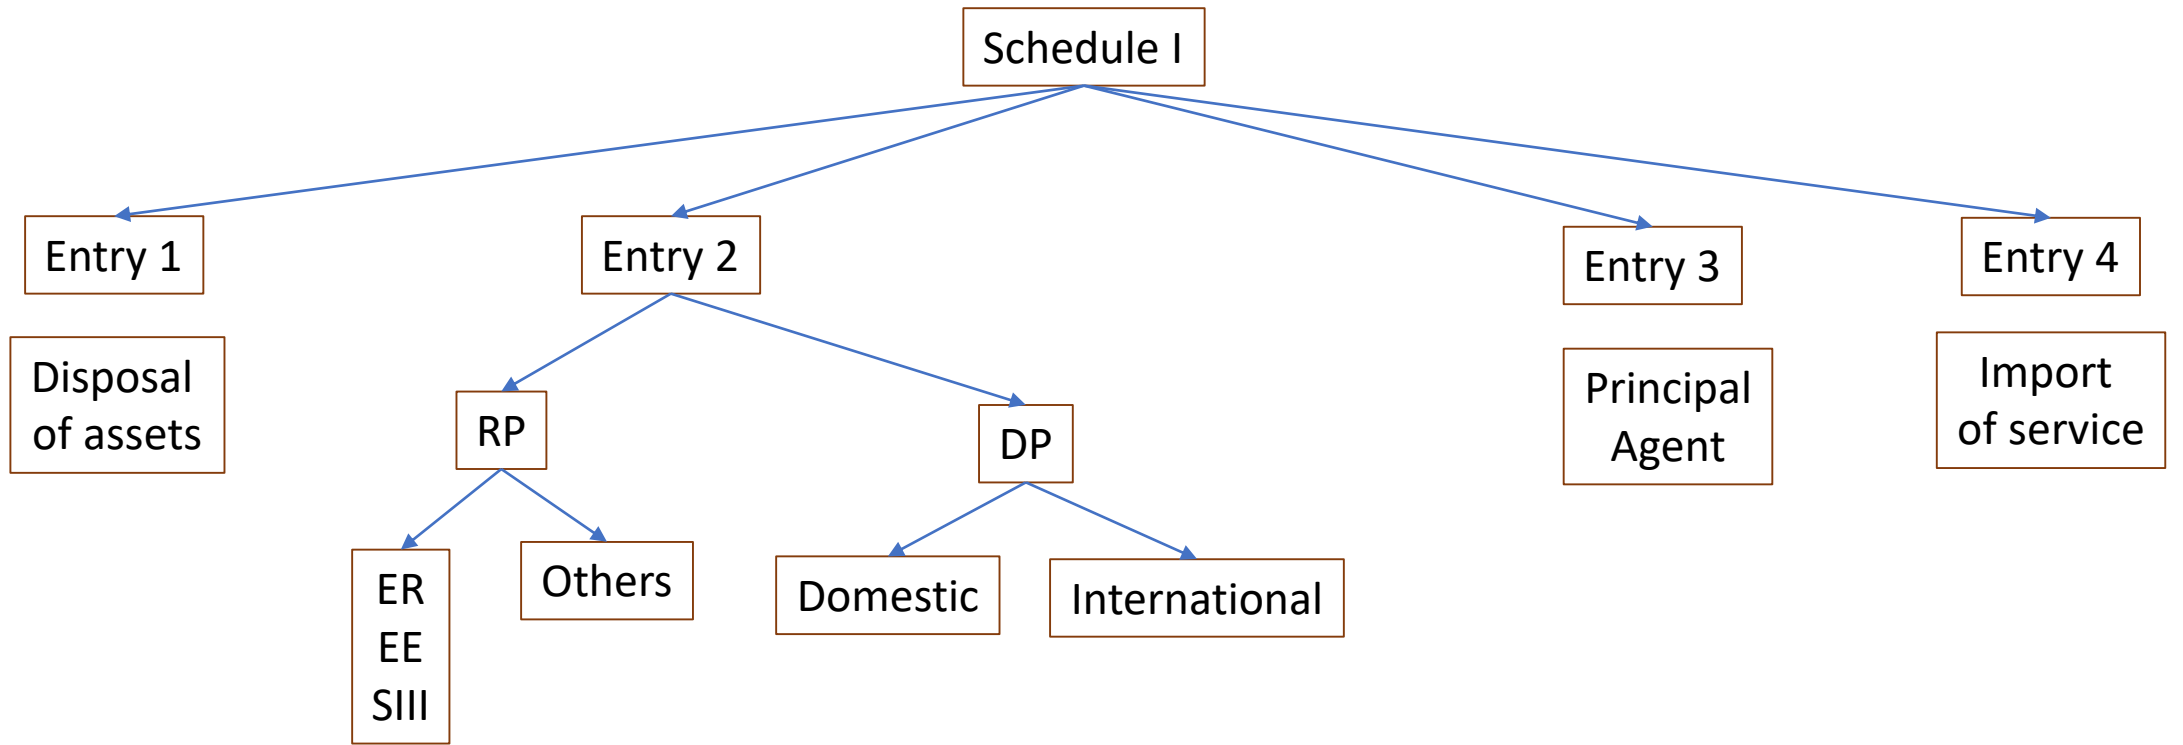 Schedule I
Entry 1
Entry 2
Entry 3
Entry 4
Disposal
of assets
Principal
Agent
Import
of service
RP
DP
ER
EE
SIII
Others
Domestic
International